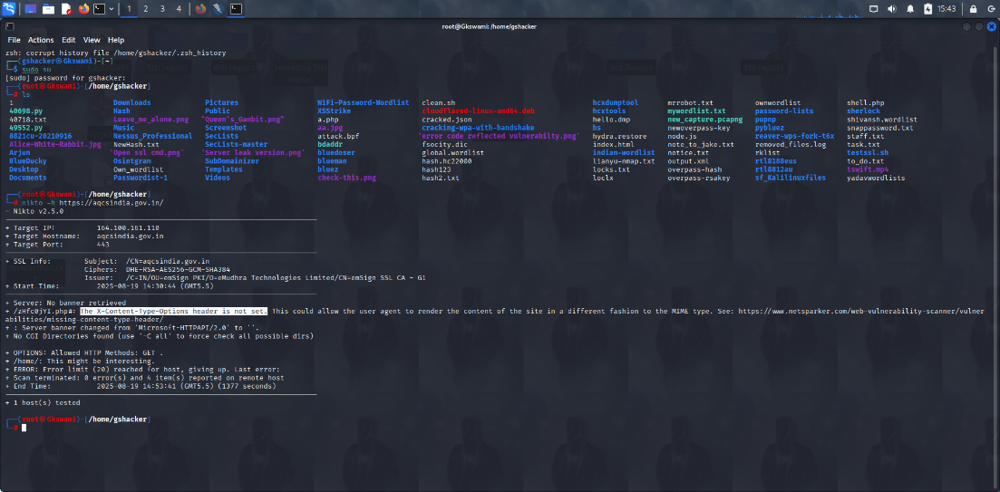 1 2 3 4 15:43
root@Gkswami: /home/gshacker
File Actions Edit View Help
zsh: corrupt history file /home/gshacker/.zsh_history
(gshacker㉿Gkswami)-[~]
$ sudo su
[sudo] password for gshacker:
(root㉿Gkswami)-[/home/gshacker]
# ls
1 Downloads Pictures WiFi-Password-Wordlist clean.sh hcxdumptool mrrobot.txt ownwordlist shell.php
40698.py Hash Public XSStrike cloudflared-linux-amd64.deb hcxtools mywordlist.txt password-lists sherlock
40718.txt Leave_me_alone.png "Queen's_Gambit.png" a.php cracked.json hello.dmp new_capture.pcapng pupnp shivansh.wordlist
49552.py Music Screenshot aa.jpg cracking-wpa-with-handshake hs newoverpass-key pybluez snappassword.txt
8821cu-20210916 Nessus_Professional SecLists attack.bpf 'error code reflected vulnerabilty.png' hydra.restore node.js reaver-wps-fork-t6x staff.txt
Alice-White-Rabbit.jpg NewHash.txt SecLists-master bdaddr fsocity.dic index.html note_to_jake.txt removed_files.log task.txt
Arjun 'Open ssl cmd.png' 'Server leak version.png' bluedoser global.wordlist indian-wordlist notice.txt rklist testssl.sh
BlueDucky Osintgram SubDomainizer blueman hash.hc22000 lianyu-nmap.txt output.xml rtl8188eus to_do.txt
Desktop Own_wordlist Templates bluez hash123 locks.txt overpass-hash rtl8812au tswift.mp4
Documents Passwordist-1 Videos check-this.png hash2.txt loclx overpass-rsakey sf_Kalilinuxfiles yadavwordlists
(root㉿Gkswami)-[/home/gshacker]
# nikto -h https://aqcsindia.gov.in/
- Nikto v2.5.0
+ Target IP: 164.100.161.110
+ Target Hostname: aqcsindia.gov.in
+ Target Port: 443
+ SSL Info: Subject: /CN=aqcsindia.gov.in
Ciphers: DHE-RSA-AES256-GCM-SHA384
Issuer: /C=IN/OU=emSign PKI/O=eMudhra Technologies Limited/CN=emSign SSL CA - G1
+ Start Time: 2025-08-19 14:30:44 (GMT5.5)
+ Server: No banner retrieved
+ /zHfc0jYI.php#: The X-Content-Type-Options header is not set. This could allow the user agent to render the content of the site in a different fashion to the MIME type. See: https://www.netsparker.com/web-vulnerability-scanner/vulner
abilities/missing-content-type-header/
+ : Server banner changed from 'Microsoft-HTTPAPI/2.0' to ''.
+ No CGI Directories found (use '-C all' to force check all possible dirs)
+ OPTIONS: Allowed HTTP Methods: GET .
+ /home/: This might be interesting.
+ ERROR: Error limit (20) reached for host, giving up. Last error:
+ Scan terminated: 0 error(s) and 4 item(s) reported on remote host
+ End Time: 2025-08-19 14:53:41 (GMT5.5) (1377 seconds)
+ 1 host(s) tested
(root㉿Gkswami)-[/home/gshacker]
#